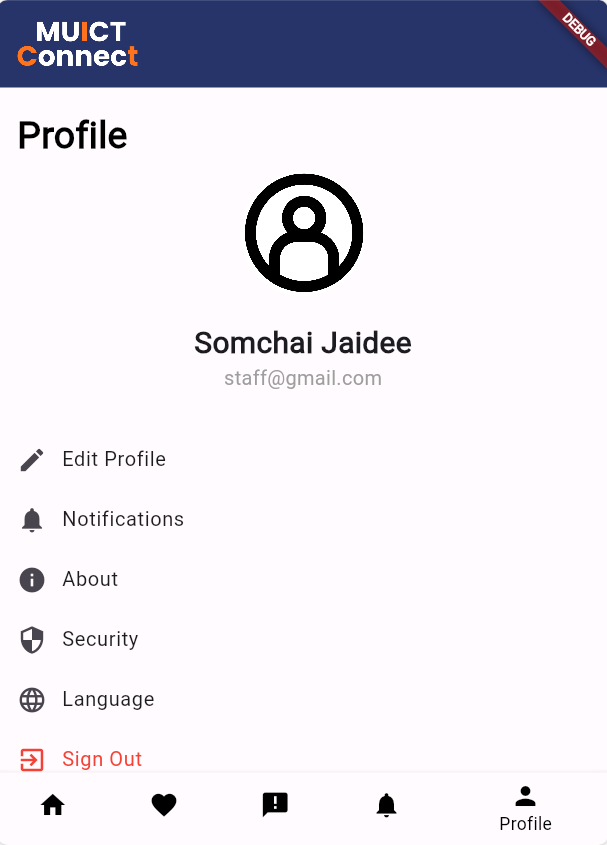 MUICT
Connect
DEBUG
Profile
Somchai Jaidee
staff@gmail.com
Edit Profile
Notifications
About
Security
Language
Sign Out
Profile